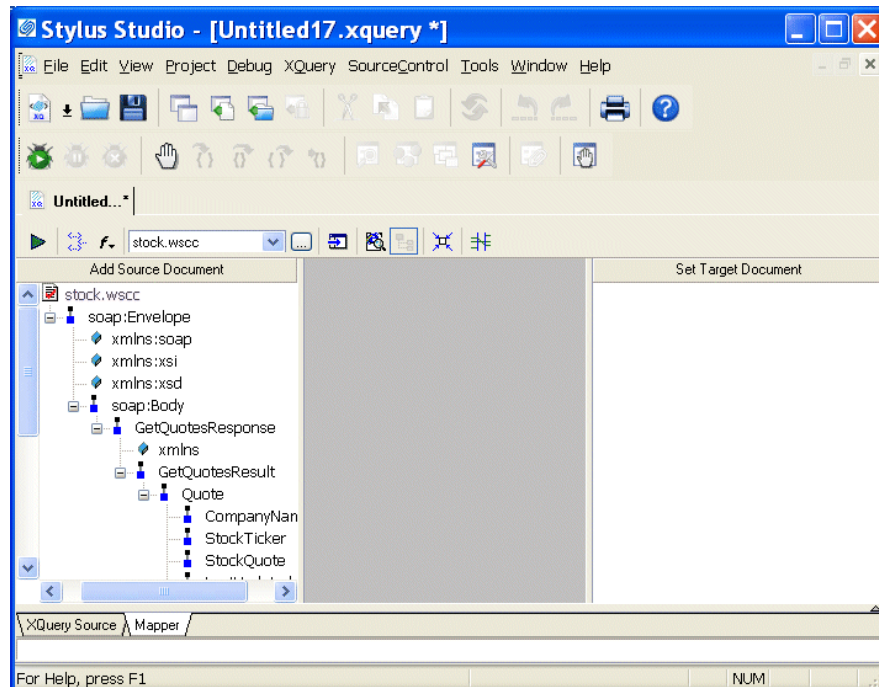 Stylus Studio - [Untitled17.xquery *]
File Edit View Project Debug XQuery SourceControl Tools Window Help
Untitled...*
stock.wscc
Add Source Document
Set Target Document
stock.wscc
soap:Envelope
xmlns:soap
xmlns:xsi
xmlns:xsd
soap:Body
GetQuotesResponse
xmlns
GetQuotesResult
Quote
CompanyNan
StockTicker
StockQuote
XQuery Source Mapper
For Help, press F1 NUM